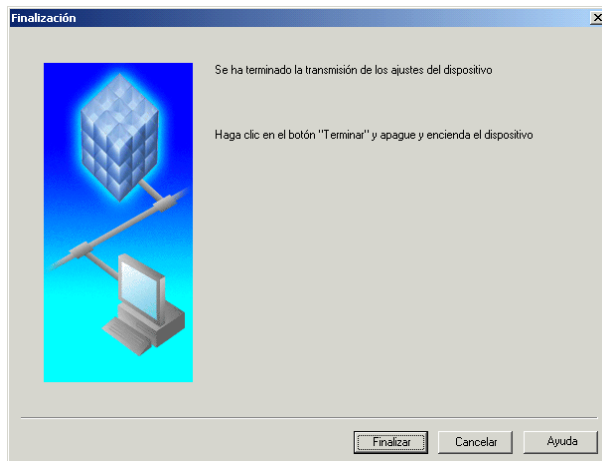 Finalización
Se ha terminado la transmisión de los ajustes del dispositivo
Haga clic en el botón "Terminar" y apague y encienda el dispositivo
Finalizar
Cancelar
Ayuda